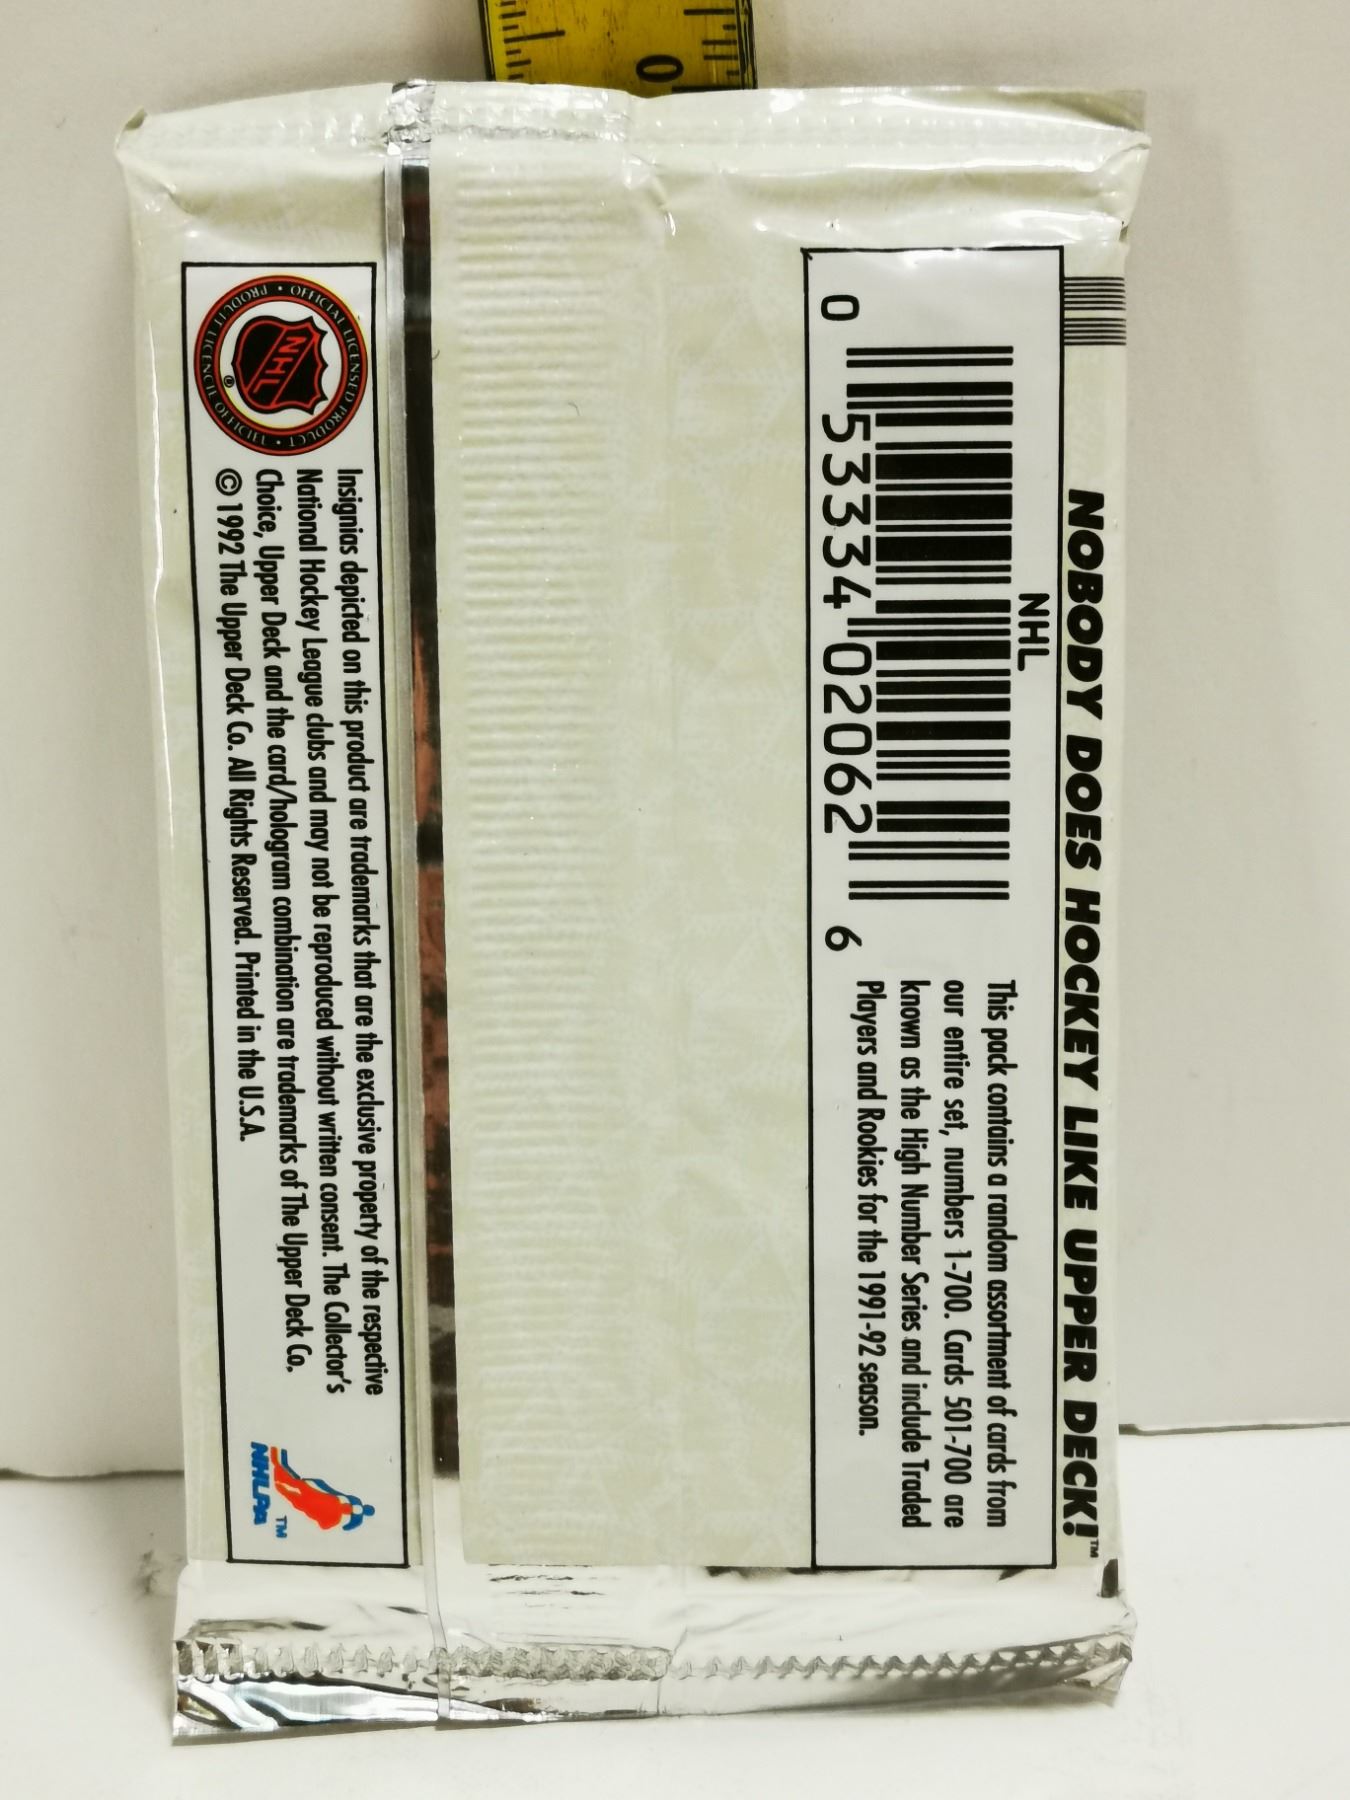 0
NOBODY DOES HOCKEY LIKE UPPER DECK!™
NHL
0 53334 02062 6
This pack contains a random assortment of cards from
our entire set, numbers 1-700. Cards 501-700 are
known as the High Number Series and include Traded
Players and Rookies for the 1991-92 season.
OFFICIAL LICENSED PRODUCT • PRODUIT LICENCIE OFFICIEL •
NHL
®
Insignias depicted on this product are trademarks that are the exclusive property of the respective
National Hockey League clubs and may not be reproduced without written consent. The Collector's
Choice, Upper Deck and the card/hologram combination are trademarks of The Upper Deck Co.
© 1992 The Upper Deck Co. All Rights Reserved. Printed in the U.S.A.
NHLPA
TM